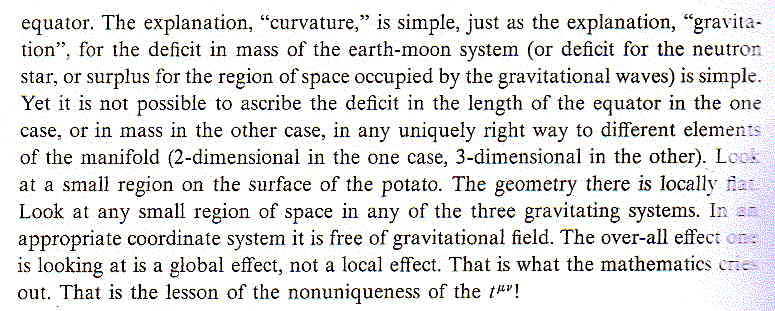 equator. The explanation, “curvature,” is simple, just as the explanation, “gravita-
tion”, for the deficit in mass of the earth-moon system (or deficit for the neutron
star, or surplus for the region of space occupied by the gravitational waves) is simple.
Yet it is not possible to ascribe the deficit in the length of the equator in the one
case, or in mass in the other case, in any uniquely right way to different elements
of the manifold (2-dimensional in the one case, 3-dimensional in the other). Look
at a small region on the surface of the potato. The geometry there is locally flat.
Look at any small region of space in any of the three gravitating systems. In an
appropriate coordinate system it is free of gravitational field. The over-all effect one
is looking at is a global effect, not a local effect. That is what the mathematics cries
out. That is the lesson of the nonuniqueness of the t^μν!